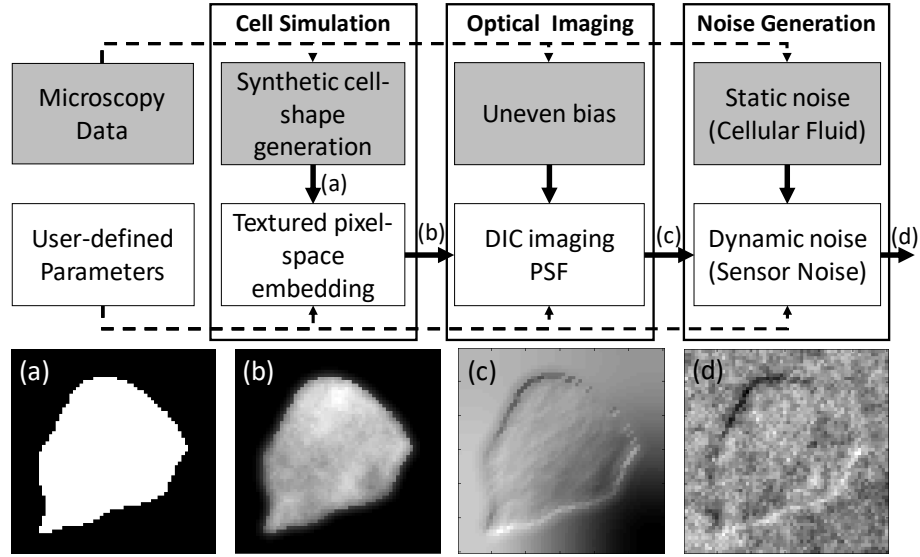 Cell Simulation
Optical Imaging
Noise Generation
Microscopy
Data
Synthetic cell-
shape
generation
Uneven bias
Static noise
(Cellular Fluid)
(a)
User-defined
Parameters
Textured pixel-
space
embedding
(b)
DIC imaging
PSF
(c)
Dynamic noise
(Sensor Noise)
(d)
(a)
(b)
(c)
(d)